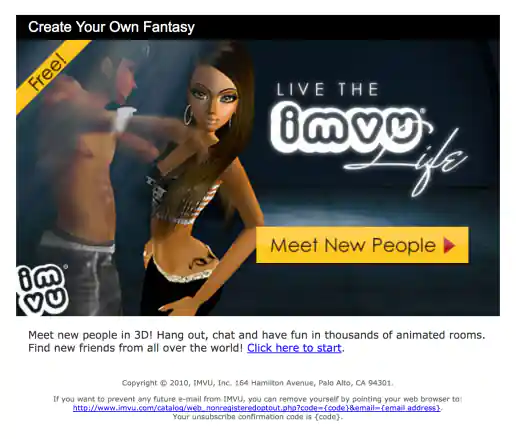 Create Your Own Fantasy
Free!
LIVE THE
imvu®
Life
Meet New People
imvu®
Meet new people in 3D! Hang out, chat and have fun in thousands of animated rooms.
Find new friends from all over the world! Click here to start.
Copyright © 2010, IMVU, Inc. 164 Hamilton Avenue, Palo Alto, CA 94301.
If you want to prevent any future e-mail from IMVU, you can remove yourself by pointing your web browser to:
http://www.imvu.com/catalog/web_nonregisteredoptout.php?code={code}&email={email address}.
Your unsubscribe confirmation code is {code}.